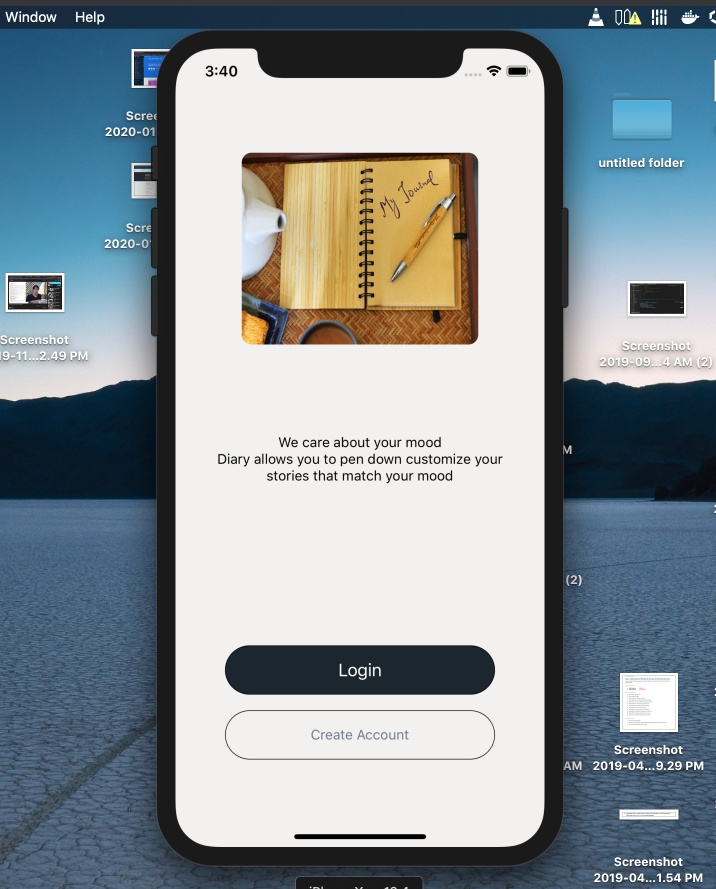 Window Help
3:40
Scree
2020-01
untitled folder
My Journal
Scre
2020-01
Screenshot
19-11...2.49 PM
Screenshot
2019-09...4 AM (2)
We care about your mood
Diary allows you to pen down customize your
stories that match your mood
M
(2)
Login
Create Account
Screenshot
AM 2019-04...9.29 PM
Screenshot
2019-04...1.54 PM